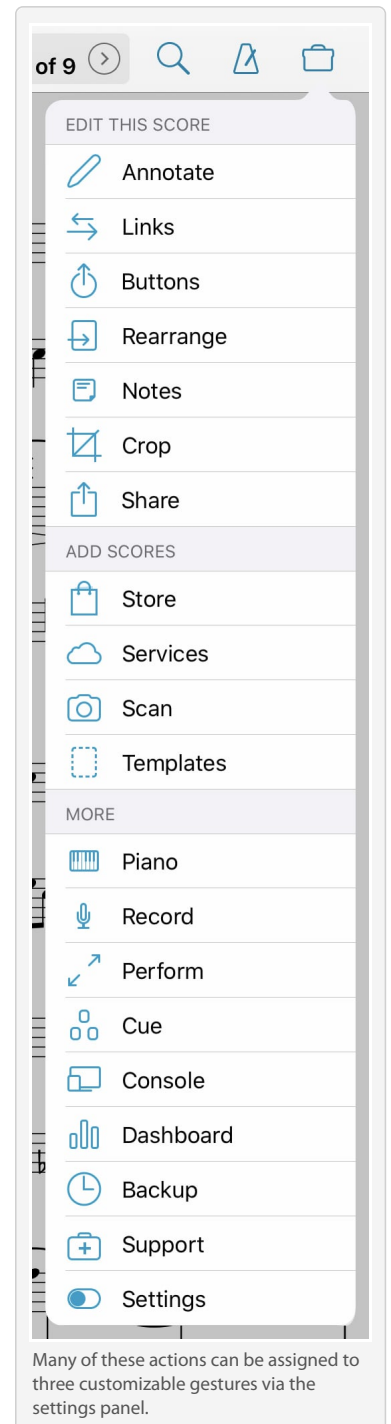 of 9
EDIT THIS SCORE
Annotate
Links
Buttons
Rearrange
Notes
Crop
Share
ADD SCORES
Store
Services
Scan
Templates
MORE
Piano
Record
Perform
Cue
Console
Dashboard
Backup
Support
Settings
Many of these actions can be assigned to
three customizable gestures via the
settings panel.